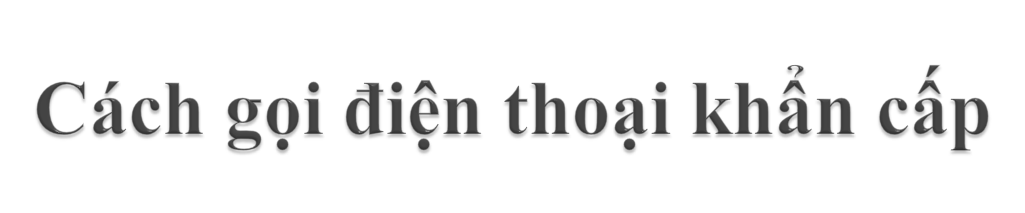 Cách gọi điện thoại khẩn cấp